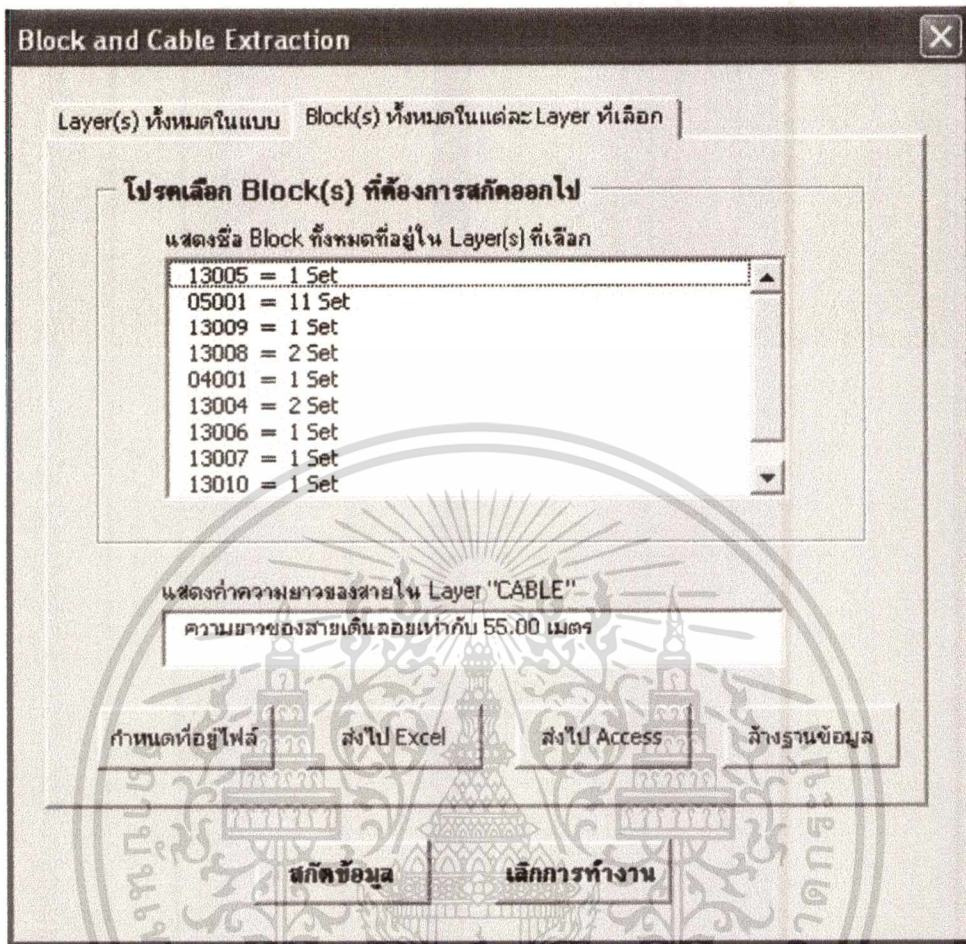 Block and Cable Extraction
Layer(s) ทั้งหมดในแบบ
Block(s) ทั้งหมดในแต่ละ Layer ที่เลือก
โปรดเลือก Block(s) ที่ต้องการสกัดออกไป
แสดงชื่อ Block ทั้งหมดที่อยู่ใน Layer(s) ที่เลือก
13005 = 1 Set
05001 = 11 Set
13009 = 1 Set
13008 = 2 Set
04001 = 1 Set
13004 = 2 Set
13006 = 1 Set
13007 = 1 Set
13010 = 1 Set
แสดงค่าความยาวของสายใน Layer "CABLE"
ความยาวของสายเดินลอยเท่ากับ 55.00 เมตร
กำหนดที่อยู่ไฟล์
ส่งไป Excel
ส่งไป Access
ล้างฐานข้อมูล
สกัดข้อมูล
เลิกการทำงาน